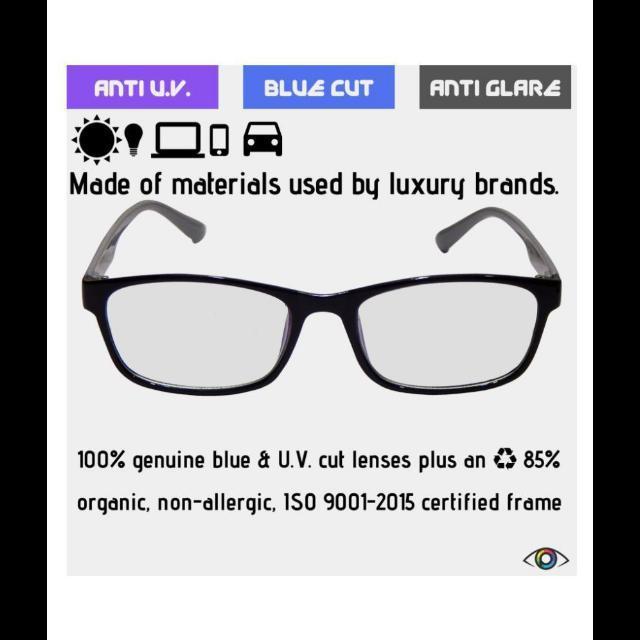 ANTI U.V. BLUE CUT ANTI GLARE
Made of materials used by luxury brands.
100% genuine blue & U.V. cut lenses plus an ♻ 85%
organic, non-allergic, ISO 9001-2015 certified frame